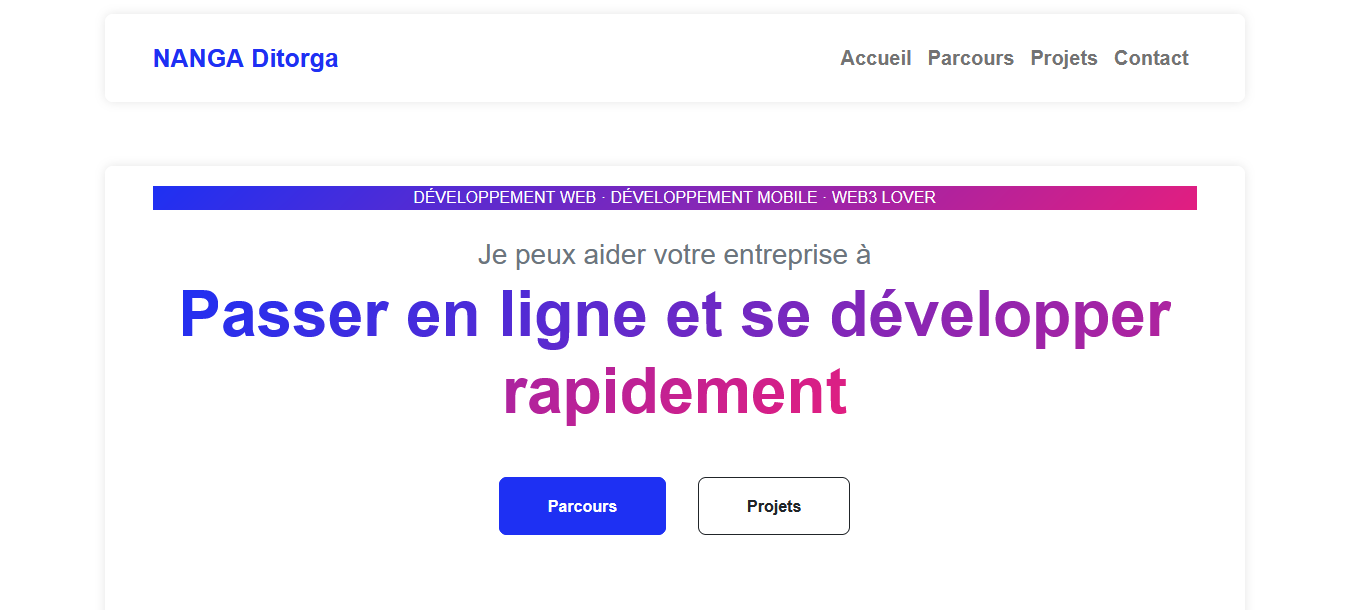 NANGA Ditorga
Accueil Parcours Projets Contact
DÉVELOPPEMENT WEB · DÉVELOPPEMENT MOBILE · WEB3 LOVER
Je peux aider votre entreprise à
Passer en ligne et se développer
rapidement
Parcours
Projets